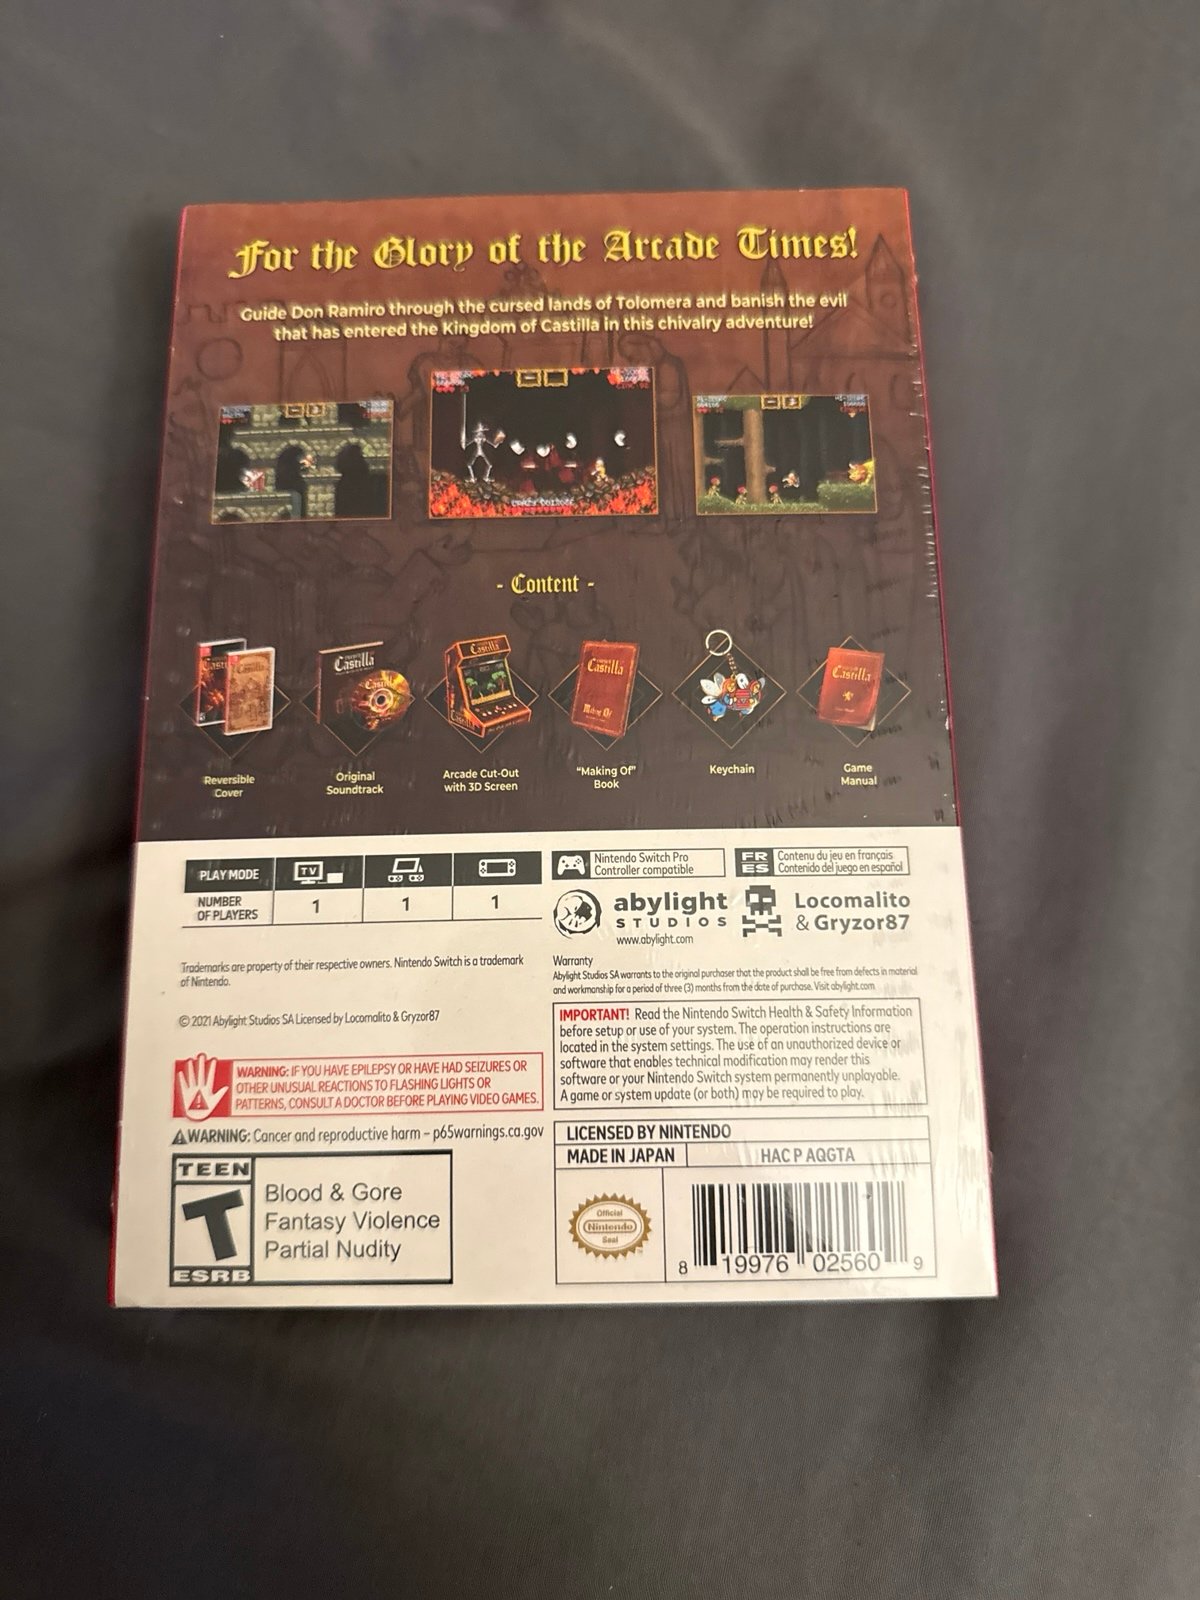 For the Glory of the Arcade Times!
Guide Don Ramiro through the cursed lands of Tolomera and banish the evil
that has entered the Kingdom of Castilla in this chivalry adventure!
- Content -
Castilla
Castilla
Castilla
Castilla
Making Of
Castilla
Reversible
Cover
Original
Soundtrack
Arcade Cut-Out
with 3D Screen
"Making Of"
Book
Keychain
Game
Manual
PLAY MODE
TV
NUMBER
OF PLAYERS
1
1
1
Nintendo Switch Pro
Controller compatible
FR
ES
Contenu du jeu en français
Contenido del juego en español
abylight
STUDIOS
www.abylight.com
Locomalito
& Gryzor87
Trademarks are property of their respective owners. Nintendo Switch is a trademark
of Nintendo.
© 2021 Abylight Studios SA Licensed by Locomalito & Gryzor87
Warranty
Abylight Studios SA warrants to the original purchaser that the product shall be free from defects in material
and workmanship for a period of three (3) months from the date of purchase. Visit abylight.com
WARNING: IF YOU HAVE EPILEPSY OR HAVE HAD SEIZURES OR
OTHER UNUSUAL REACTIONS TO FLASHING LIGHTS OR
PATTERNS, CONSULT A DOCTOR BEFORE PLAYING VIDEO GAMES.
WARNING: Cancer and reproductive harm – p65warnings.ca.gov
IMPORTANT! Read the Nintendo Switch Health & Safety Information
before setup or use of your system. The operation instructions are
located in the system settings. The use of an unauthorized device or
software that enables technical modification may render this
software or your Nintendo Switch system permanently unplayable.
A game or system update (or both) may be required to play.
TEEN
T
ESRB
Blood & Gore
Fantasy Violence
Partial Nudity
LICENSED BY NINTENDO
MADE IN JAPAN
HAC P AQGTA
Official
Nintendo
Seal
8 19976 02560 9